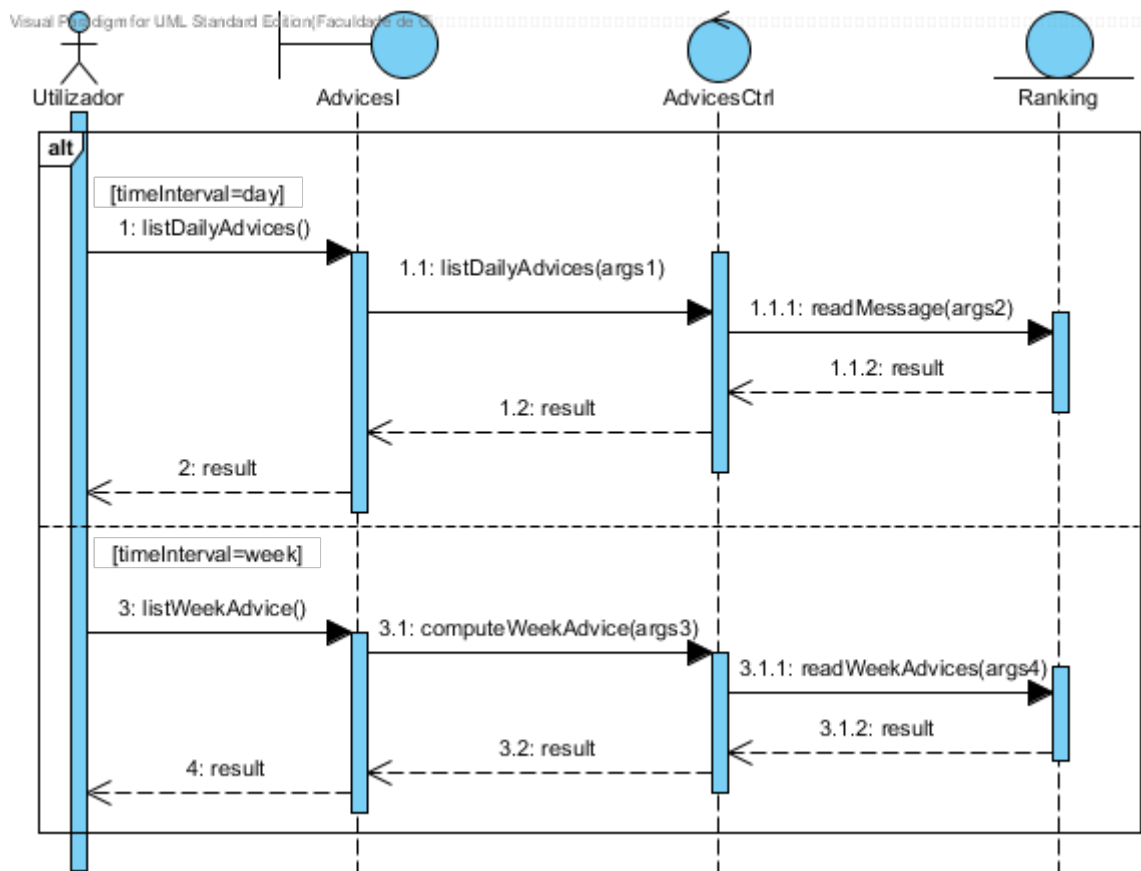 Visual Paradigm for UML Standard Edition(Faculdade de
Utilizador
AdvicesI
AdvicesCtrl
Ranking
alt
[timeInterval=day]
1: listDailyAdvices()
1.1: listDailyAdvices(args1)
1.1.1: readMessage(args2)
1.1.2: result
1.2: result
2: result
[timeInterval=week]
3: listWeekAdvice()
3.1: computeWeekAdvice(args3)
3.1.1: readWeekAdvices(args4)
3.1.2: result
3.2: result
4: result